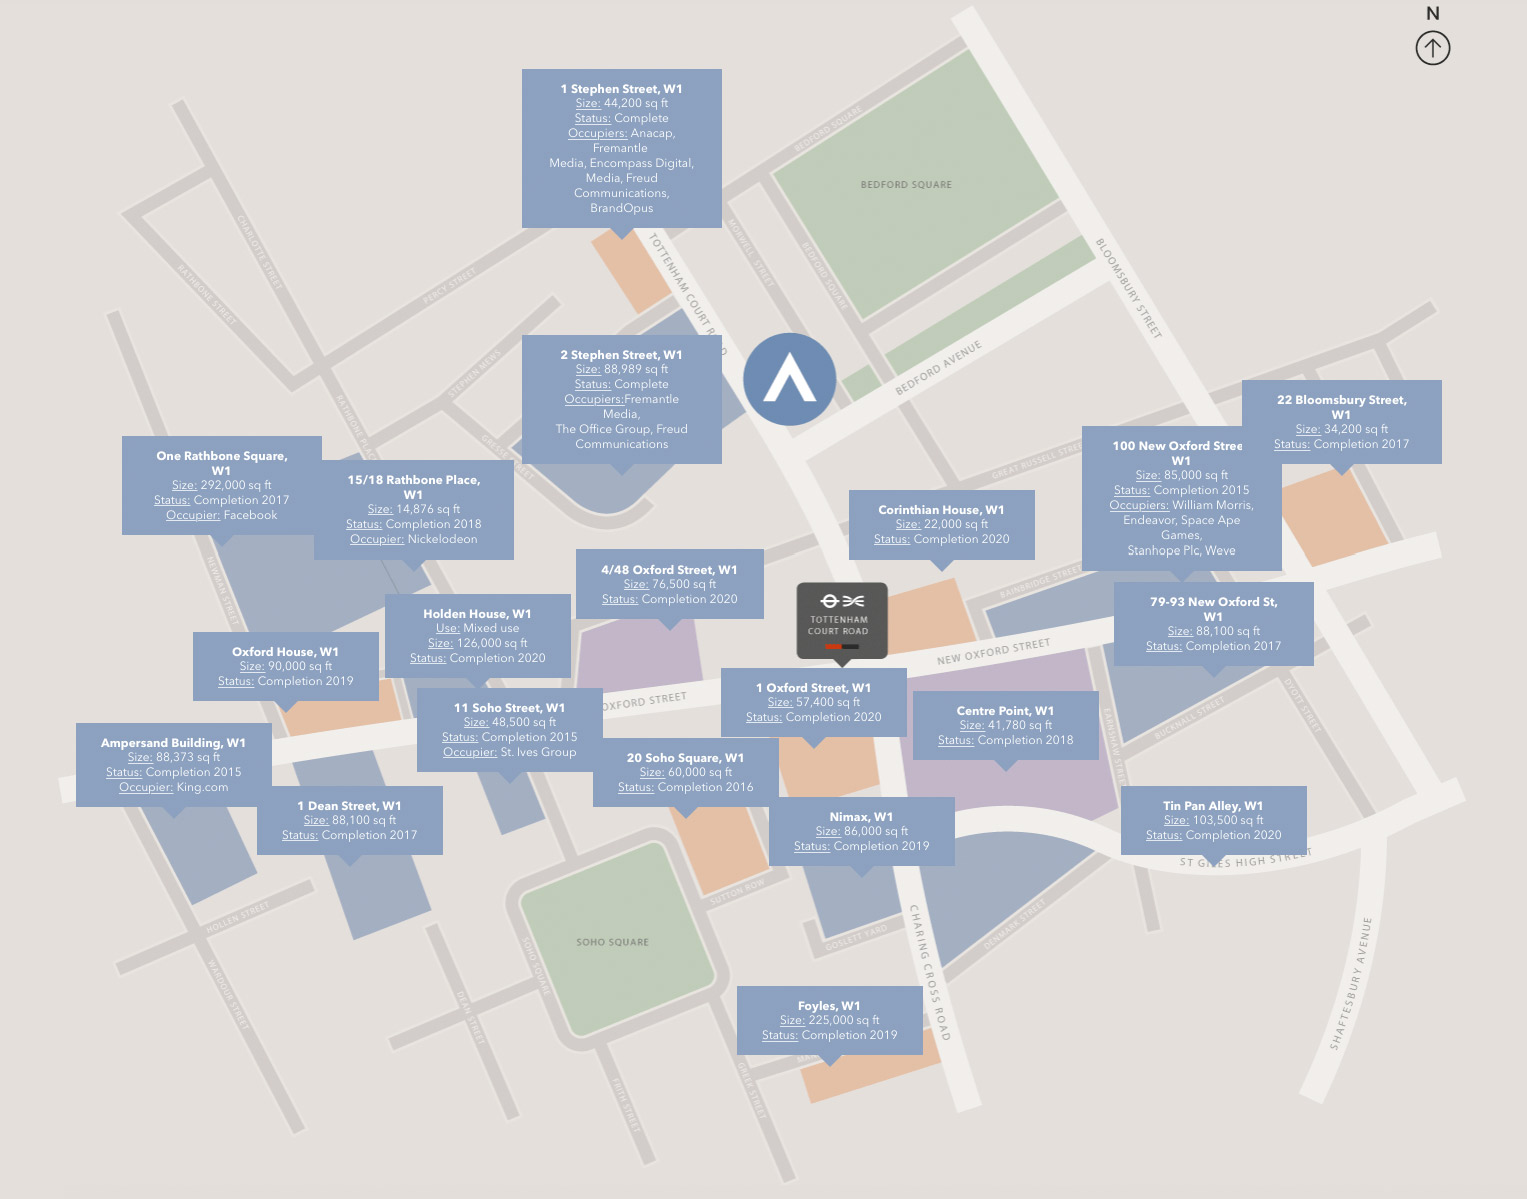 N
1 Stephen Street, W1
Size: 44,200 sq ft
Status: Complete
Occupiers: Anacap,
Fremantle
Media, Encompass Digital,
Media, Freud
Communications,
BrandOpus
BEDFORD SQUARE
BEDFORD SQUARE
BEDFORD SQUARE
MORWELL STREET
TOTTENHAM COURT
BLOOMSBURY STREET
BEDFORD AVENUE
CHARLOTTE STREET
RATHBONE STREET
PERCY STREET
STEPHEN MEWS
2 Stephen Street, W1
Size: 88,989 sq ft
Status: Complete
Occupiers:Fremantle
Media,
The Office Group, Freud
Communications
22 Bloomsbury Street,
W1
Size: 34,200 sq ft
Status: Completion 2017
100 New Oxford Stree
W1
Size: 85,000 sq ft
Status: Completion 2015
Occupiers: William Morris,
Endeavor, Space Ape
Games,
Stanhope Plc, Weve
GREAT RUSSELL
One Rathbone Square,
W1
Size: 292,000 sq ft
Status: Completion 2017
Occupier: Facebook
15/18 Rathbone Place,
W1
Size: 14,876 sq ft
Status: Completion 2018
Occupier: Nickelodeon
Corinthian House, W1
Size: 22,000 sq ft
Status: Completion 2020
4/48 Oxford Street, W1
Size: 76,500 sq ft
Status: Completion 2020
NEWMAN STREET
BAINBRIDGE STREET
TOTTENHAM
COURT ROAD
79-93 New Oxford St,
W1
Size: 88,100 sq ft
Status: Completion 2017
Holden House, W1
Use: Mixed use
Size: 126,000 sq ft
Status: Completion 2020
Oxford House, W1
Size: 90,000 sq ft
Status: Completion 2019
NEW OXFORD STREET
OXFORD STREET
1 Oxford Street, W1
Size: 57,400 sq ft
Status: Completion 2020
Centre Point, W1
Size: 41,780 sq ft
Status: Completion 2018
EARNSHAW STREET
BUCKNALL STREET
DYOTT STREET
11 Soho Street, W1
Size: 48,500 sq ft
Status: Completion 2015
Occupier: St. Ives Group
Ampersand Building, W1
Size: 88,373 sq ft
Status: Completion 2015
Occupier: King.com
20 Soho Square, W1
Size: 60,000 sq ft
Status: Completion 2016
1 Dean Street, W1
Size: 88,100 sq ft
Status: Completion 2017
Nimax, W1
Size: 86,000 sq ft
Status: Completion 2019
Tin Pan Alley, W1
Size: 103,500 sq ft
Status: Completion 2020
ST GILES HIGH STREET
SUTTON ROW
HOLLEN STREET
GOSLETT YARD
DENMARK STREET
CHARING CROSS ROAD
SHAFTESBURY AVENUE
SOHO SQUARE
SOHO SQUARE
WARDOUR STREET
DEAN STREET
Foyles, W1
Size: 225,000 sq ft
Status: Completion 2019
FRITH STREET
GREEK STREET